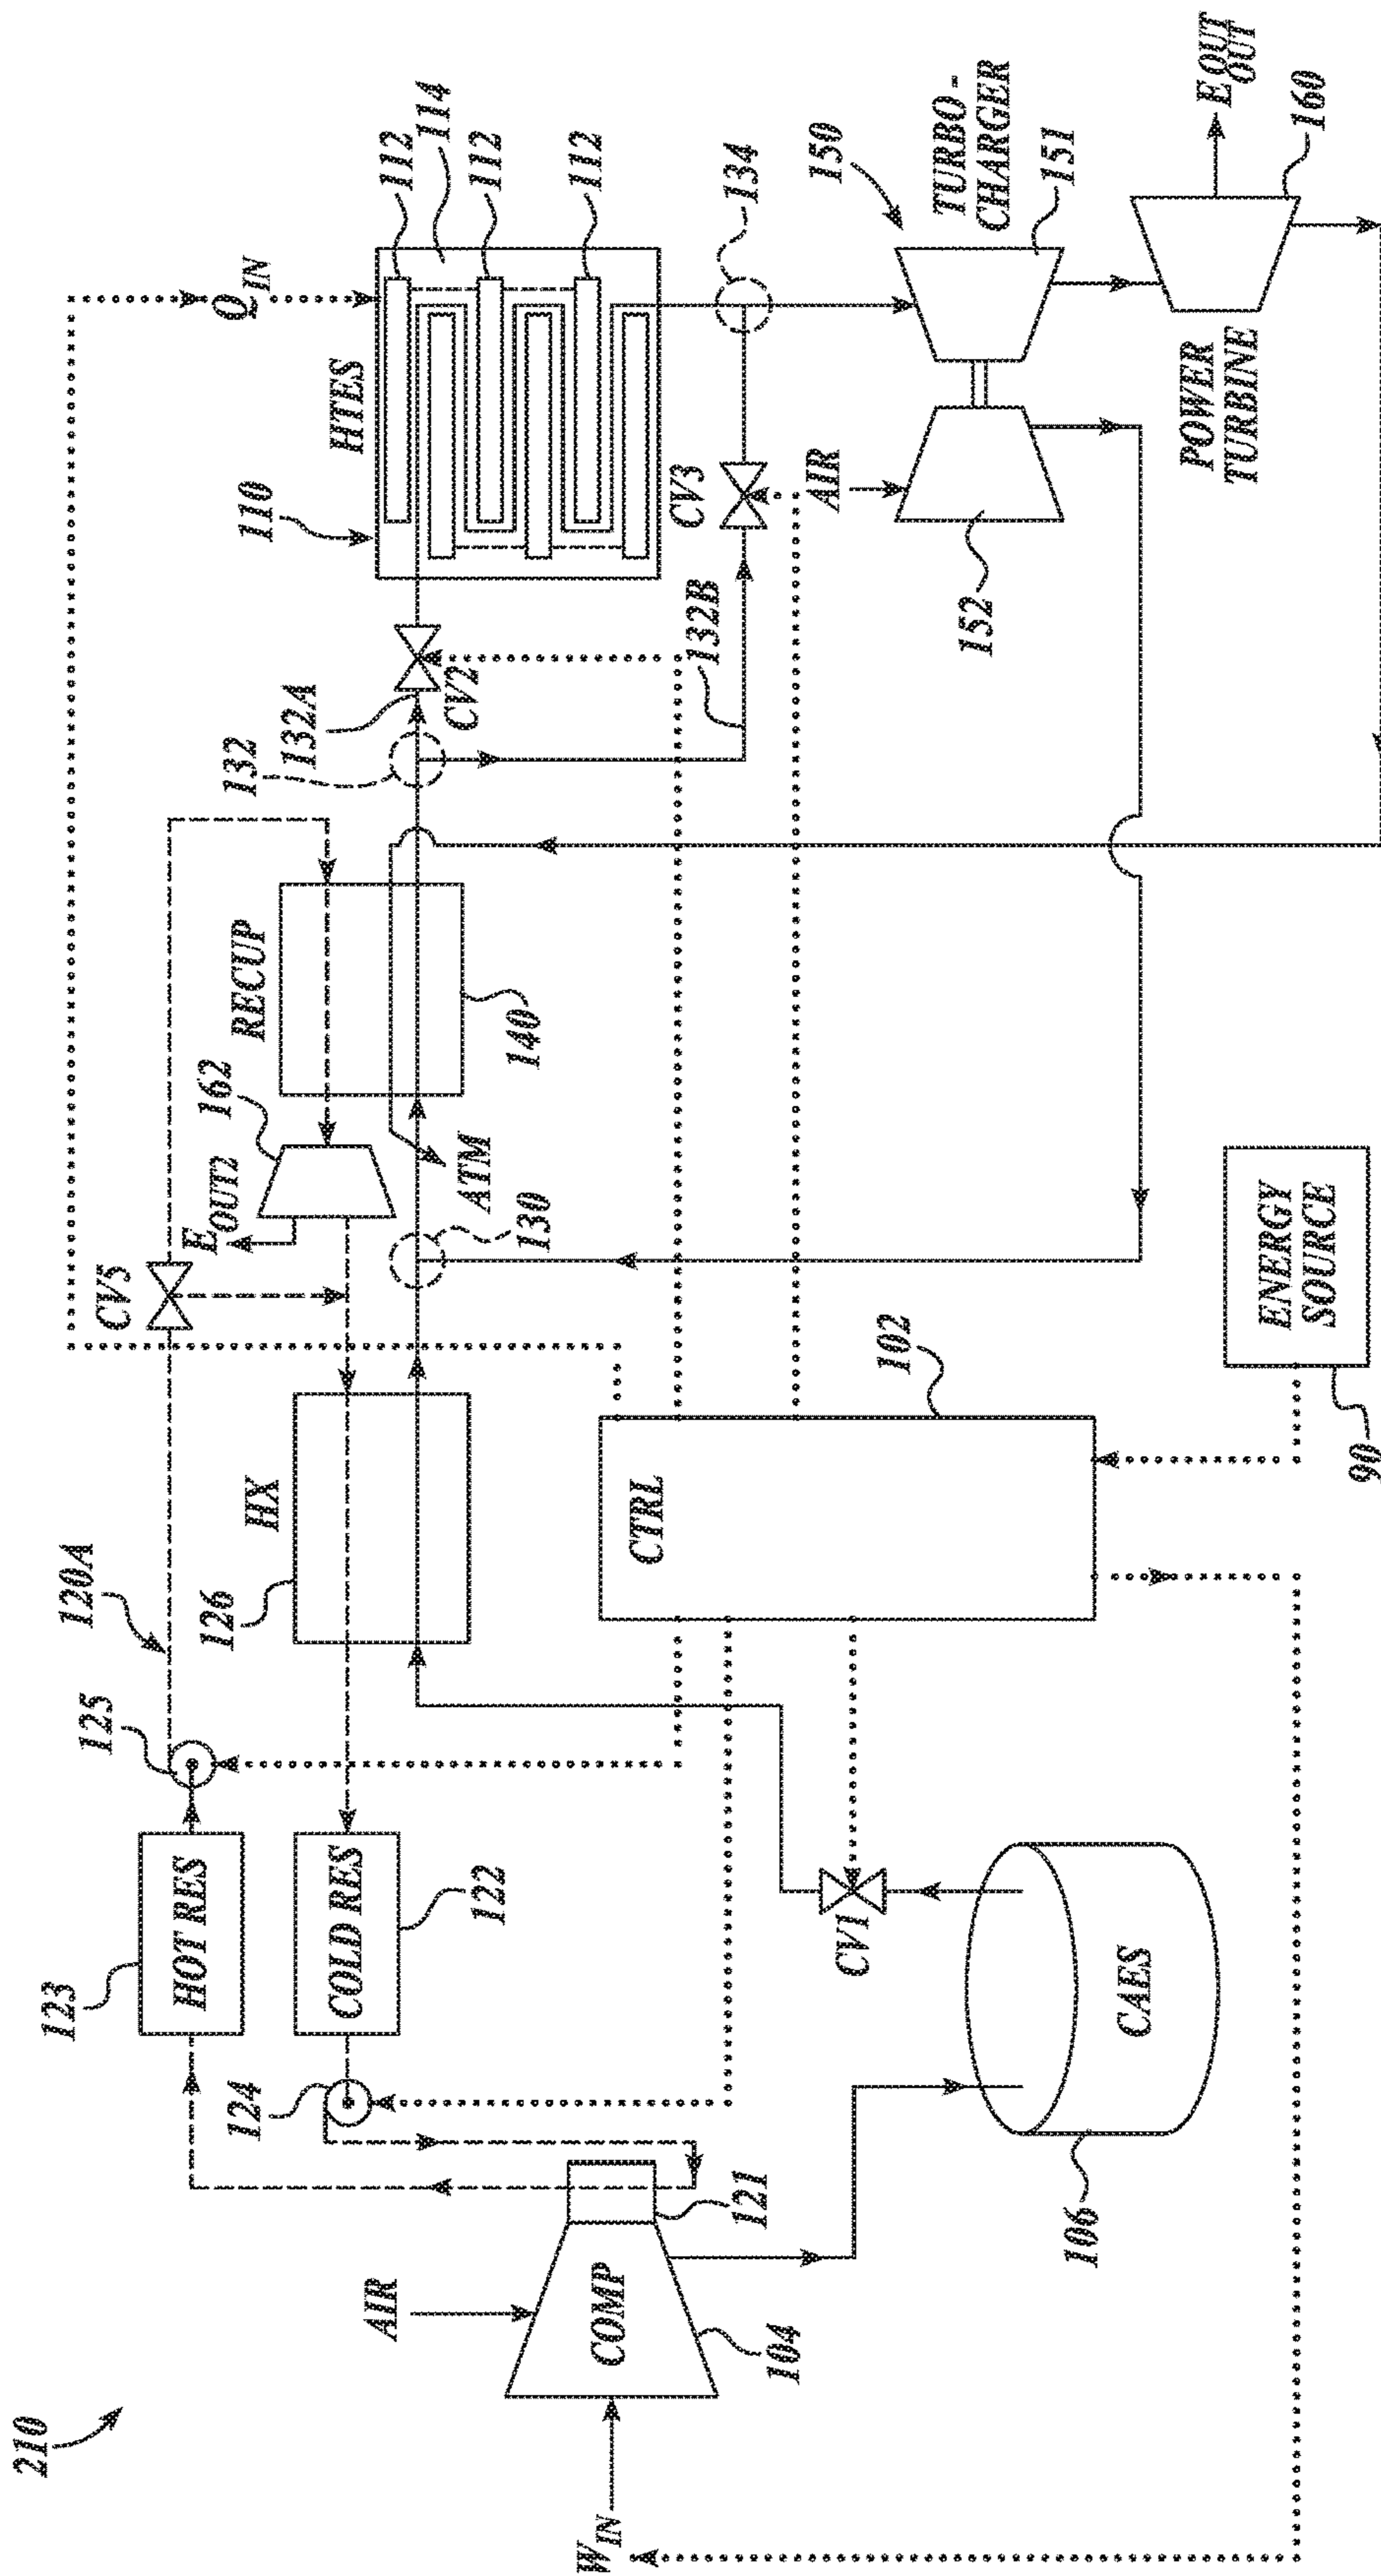 210
W_IN
AIR
COMP
104
121
124
123
HOT RES
COLD RES
122
125
120A
126
HX
CV5
E_OUT2
162
RECUP
140
ATM
130
132
132A
CV2
132B
110
HTES
Q_IN
112
114
112
112
134
CV3
AIR
152
150
TURBO-
CHARGER
151
POWER
TURBINE
E OUT
OUT
160
CTRL
102
ENERGY
SOURCE
90
CV1
CAES
106